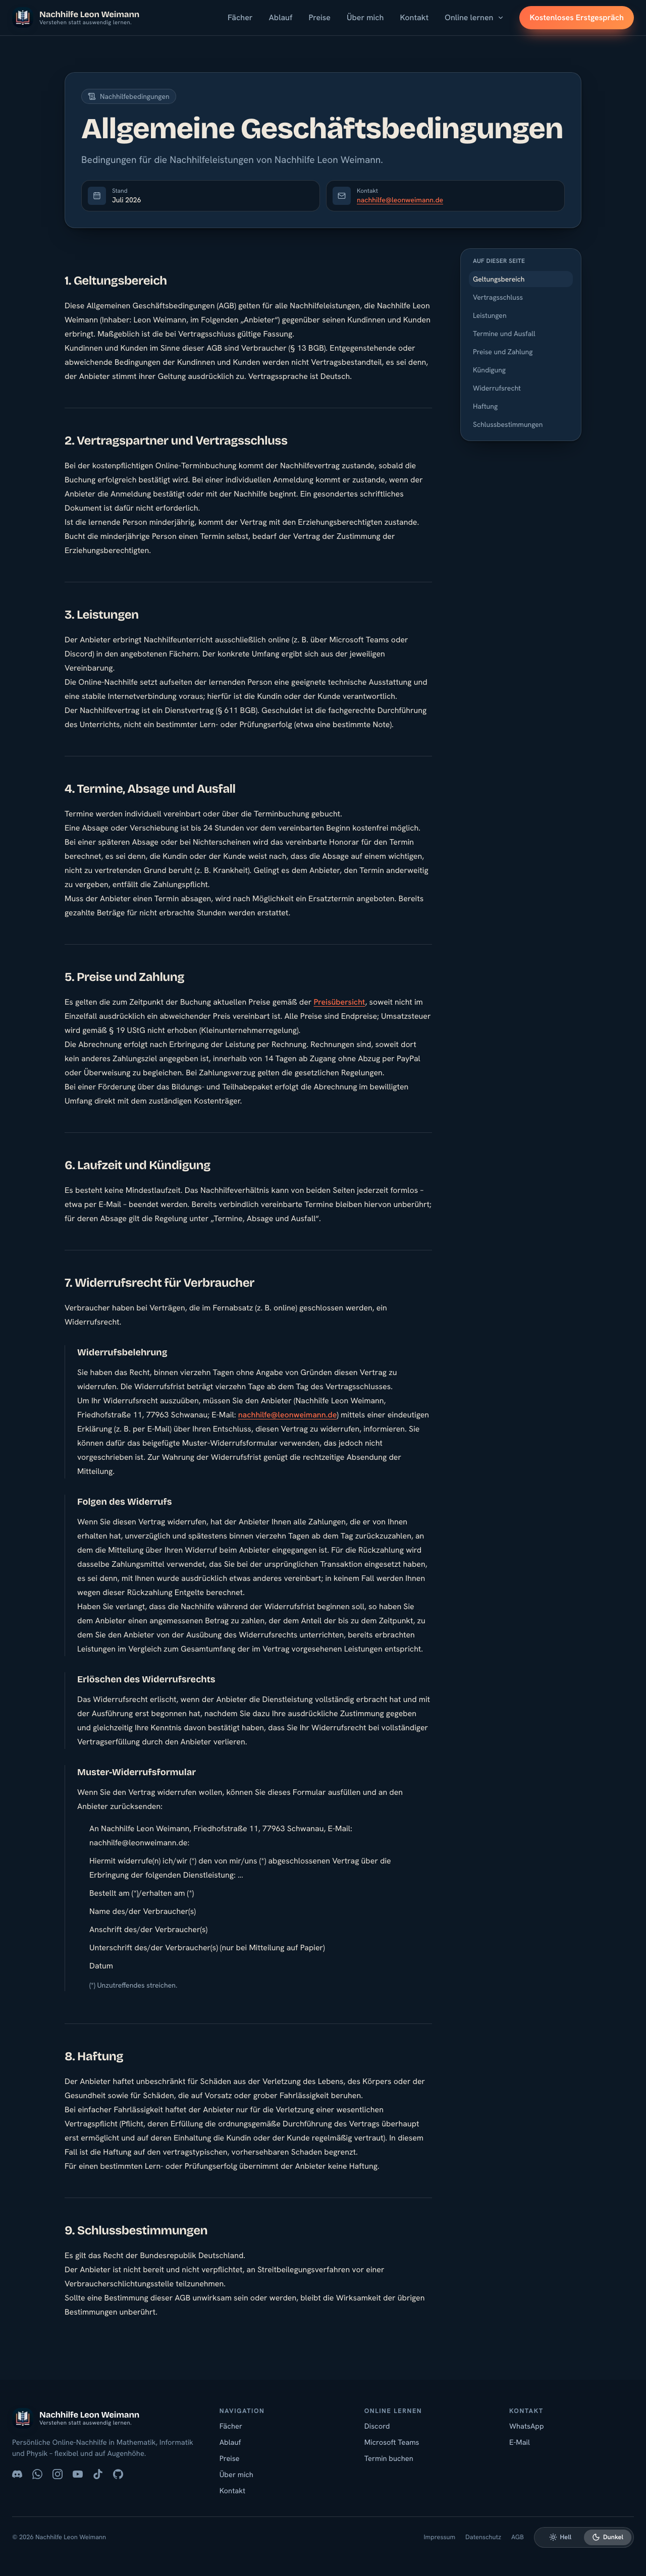 Nachhilfe Leon Weimann
Verstehen statt auswendig lernen.
Fächer
Ablauf
Preise
Über mich
Kontakt
Online lernen
Kostenloses Erstgespräch
Nachhilfebedingungen
Allgemeine Geschäftsbedingungen
Bedingungen für die Nachhilfeleistungen von Nachhilfe Leon Weimann.
Stand
Juli 2026
Kontakt
nachhilfe@leonweimann.de
AUF DIESER SEITE
Geltungsbereich
Vertragsschluss
Leistungen
Termine und Ausfall
Preise und Zahlung
Kündigung
Widerrufsrecht
Haftung
Schlussbestimmungen
1. Geltungsbereich
Diese Allgemeinen Geschäftsbedingungen (AGB) gelten für alle Nachhilfeleistungen, die Nachhilfe Leon
Weimann (Inhaber: Leon Weimann, im Folgenden „Anbieter“) gegenüber seinen Kundinnen und Kunden
erbringt. Maßgeblich ist die bei Vertragsschluss gültige Fassung.
Kundinnen und Kunden im Sinne dieser AGB sind Verbraucher (§ 13 BGB). Entgegenstehende oder
abweichende Bedingungen der Kundinnen und Kunden werden nicht Vertragsbestandteil, es sei denn,
der Anbieter stimmt ihrer Geltung ausdrücklich zu. Vertragssprache ist Deutsch.
2. Vertragspartner und Vertragsschluss
Bei der kostenpflichtigen Online-Terminbuchung kommt der Nachhilfevertrag zustande, sobald die
Buchung erfolgreich bestätigt wird. Bei einer individuellen Anmeldung kommt er zustande, wenn der
Anbieter die Anmeldung bestätigt oder mit der Nachhilfe beginnt. Ein gesondertes schriftliches
Dokument ist dafür nicht erforderlich.
Ist die lernende Person minderjährig, kommt der Vertrag mit den Erziehungsberechtigten zustande.
Bucht die minderjährige Person einen Termin selbst, bedarf der Vertrag der Zustimmung der
Erziehungsberechtigten.
3. Leistungen
Der Anbieter erbringt Nachhilfeunterricht ausschließlich online (z. B. über Microsoft Teams oder
Discord) in den angebotenen Fächern. Der konkrete Umfang ergibt sich aus der jeweiligen
Vereinbarung.
Die Online-Nachhilfe setzt aufseiten der lernenden Person eine geeignete technische Ausstattung und
eine stabile Internetverbindung voraus; hierfür ist die Kundin oder der Kunde verantwortlich.
Der Nachhilfevertrag ist ein Dienstvertrag (§ 611 BGB). Geschuldet ist die fachgerechte Durchführung
des Unterrichts, nicht ein bestimmter Lern- oder Prüfungserfolg (etwa eine bestimmte Note).
4. Termine, Absage und Ausfall
Termine werden individuell vereinbart oder über die Terminbuchung gebucht.
Eine Absage oder Verschiebung ist bis 24 Stunden vor dem vereinbarten Beginn kostenfrei möglich.
Bei einer späteren Absage oder bei Nichterscheinen wird das vereinbarte Honorar für den Termin
berechnet, es sei denn, die Kundin oder der Kunde weist nach, dass die Absage auf einem wichtigen,
nicht zu vertretenden Grund beruht (z. B. Krankheit). Gelingt es dem Anbieter, den Termin anderweitig
zu vergeben, entfällt die Zahlungspflicht.
Muss der Anbieter einen Termin absagen, wird nach Möglichkeit ein Ersatztermin angeboten. Bereits
gezahlte Beträge für nicht erbrachte Stunden werden erstattet.
5. Preise und Zahlung
Es gelten die zum Zeitpunkt der Buchung aktuellen Preise gemäß der Preisübersicht, soweit nicht im
Einzelfall ausdrücklich ein abweichender Preis vereinbart ist. Alle Preise sind Endpreise; Umsatzsteuer
wird gemäß § 19 UStG nicht erhoben (Kleinunternehmerregelung).
Die Abrechnung erfolgt nach Erbringung der Leistung per Rechnung. Rechnungen sind, soweit dort
kein anderes Zahlungsziel angegeben ist, innerhalb von 14 Tagen ab Zugang ohne Abzug per PayPal
oder Überweisung zu begleichen. Bei Zahlungsverzug gelten die gesetzlichen Regelungen.
Bei einer Förderung über das Bildungs- und Teilhabepaket erfolgt die Abrechnung im bewilligten
Umfang direkt mit dem zuständigen Kostenträger.
6. Laufzeit und Kündigung
Es besteht keine Mindestlaufzeit. Das Nachhilfeverhältnis kann von beiden Seiten jederzeit formlos –
etwa per E-Mail – beendet werden. Bereits verbindlich vereinbarte Termine bleiben hiervon unberührt;
für deren Absage gilt die Regelung unter „Termine, Absage und Ausfall“.
7. Widerrufsrecht für Verbraucher
Verbraucher haben bei Verträgen, die im Fernabsatz (z. B. online) geschlossen werden, ein
Widerrufsrecht.
Widerrufsbelehrung
Sie haben das Recht, binnen vierzehn Tagen ohne Angabe von Gründen diesen Vertrag zu
widerrufen. Die Widerrufsfrist beträgt vierzehn Tage ab dem Tag des Vertragsschlusses.
Um Ihr Widerrufsrecht auszuüben, müssen Sie den Anbieter (Nachhilfe Leon Weimann,
Friedhofstraße 11, 77963 Schwanau; E-Mail: nachhilfe@leonweimann.de) mittels einer eindeutigen
Erklärung (z. B. per E-Mail) über Ihren Entschluss, diesen Vertrag zu widerrufen, informieren. Sie
können dafür das beigefügte Muster-Widerrufsformular verwenden, das jedoch nicht
vorgeschrieben ist. Zur Wahrung der Widerrufsfrist genügt die rechtzeitige Absendung der
Mitteilung.
Folgen des Widerrufs
Wenn Sie diesen Vertrag widerrufen, hat der Anbieter Ihnen alle Zahlungen, die er von Ihnen
erhalten hat, unverzüglich und spätestens binnen vierzehn Tagen ab dem Tag zurückzuzahlen, an
dem die Mitteilung über Ihren Widerruf beim Anbieter eingegangen ist. Für die Rückzahlung wird
dasselbe Zahlungsmittel verwendet, das Sie bei der ursprünglichen Transaktion eingesetzt haben,
es sei denn, mit Ihnen wurde ausdrücklich etwas anderes vereinbart; in keinem Fall werden Ihnen
wegen dieser Rückzahlung Entgelte berechnet.
Haben Sie verlangt, dass die Nachhilfe während der Widerrufsfrist beginnen soll, so haben Sie
dem Anbieter einen angemessenen Betrag zu zahlen, der dem Anteil der bis zu dem Zeitpunkt, zu
dem Sie den Anbieter von der Ausübung des Widerrufsrechts unterrichten, bereits erbrachten
Leistungen im Vergleich zum Gesamtumfang der im Vertrag vorgesehenen Leistungen entspricht.
Erlöschen des Widerrufsrechts
Das Widerrufsrecht erlischt, wenn der Anbieter die Dienstleistung vollständig erbracht hat und mit
der Ausführung erst begonnen hat, nachdem Sie dazu Ihre ausdrückliche Zustimmung gegeben
und gleichzeitig Ihre Kenntnis davon bestätigt haben, dass Sie Ihr Widerrufsrecht bei vollständiger
Vertragserfüllung durch den Anbieter verlieren.
Muster-Widerrufsformular
Wenn Sie den Vertrag widerrufen wollen, können Sie dieses Formular ausfüllen und an den
Anbieter zurücksenden:
An Nachhilfe Leon Weimann, Friedhofstraße 11, 77963 Schwanau, E-Mail:
nachhilfe@leonweimann.de:
Hiermit widerrufe(n) ich/wir (*) den von mir/uns (*) abgeschlossenen Vertrag über die
Erbringung der folgenden Dienstleistung: …
Bestellt am (*)/erhalten am (*)
Name des/der Verbraucher(s)
Anschrift des/der Verbraucher(s)
Unterschrift des/der Verbraucher(s) (nur bei Mitteilung auf Papier)
Datum
(*) Unzutreffendes streichen.
8. Haftung
Der Anbieter haftet unbeschränkt für Schäden aus der Verletzung des Lebens, des Körpers oder der
Gesundheit sowie für Schäden, die auf Vorsatz oder grober Fahrlässigkeit beruhen.
Bei einfacher Fahrlässigkeit haftet der Anbieter nur für die Verletzung einer wesentlichen
Vertragspflicht (Pflicht, deren Erfüllung die ordnungsgemäße Durchführung des Vertrags überhaupt
erst ermöglicht und auf deren Einhaltung die Kundin oder der Kunde regelmäßig vertraut). In diesem
Fall ist die Haftung auf den vertragstypischen, vorhersehbaren Schaden begrenzt.
Für einen bestimmten Lern- oder Prüfungserfolg übernimmt der Anbieter keine Haftung.
9. Schlussbestimmungen
Es gilt das Recht der Bundesrepublik Deutschland.
Der Anbieter ist nicht bereit und nicht verpflichtet, an Streitbeilegungsverfahren vor einer
Verbraucherschlichtungsstelle teilzunehmen.
Sollte eine Bestimmung dieser AGB unwirksam sein oder werden, bleibt die Wirksamkeit der übrigen
Bestimmungen unberührt.
Nachhilfe Leon Weimann
Verstehen statt auswendig lernen.
Persönliche Online-Nachhilfe in Mathematik, Informatik
und Physik – flexibel und auf Augenhöhe.
NAVIGATION
Fächer
Ablauf
Preise
Über mich
Kontakt
ONLINE LERNEN
Discord
Microsoft Teams
Termin buchen
KONTAKT
WhatsApp
E-Mail
© 2026 Nachhilfe Leon Weimann
Impressum
Datenschutz
AGB
Hell
Dunkel